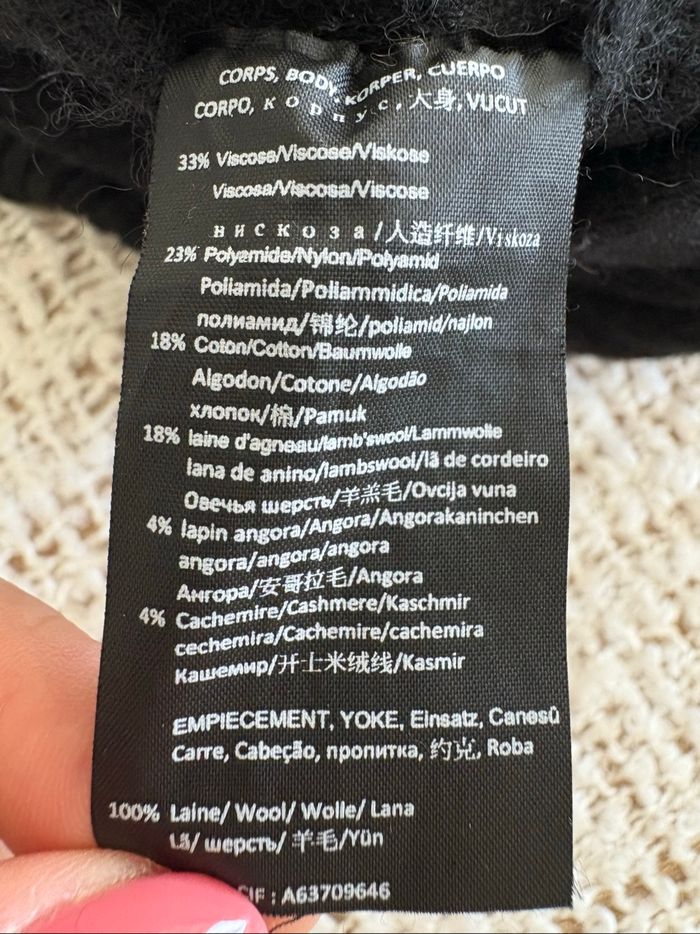 CORPS, BODY, KORPER, CUERPO
CORPO, корпус, 大身, VUCUT
33% Viscose/Viscose/Viskose
Viscosa/Viscosa/Viscose
нискоза/人造纤维/Viskoza
23% Polyamide/Nylon/Polyamid
Poliamida/Poliammidica/Poliamida
полиамид/锦纶/poliamid/najlon
18% Coton/Cotton/Baumwolle
Algodon/Cotone/Algodão
хлопок/棉/Pamuk
18% laine d'agneau/lamb'swool/Lammwolle
lana de anino/lambswool/lã de cordeiro
Овечья шерсть/羊羔毛/Ovcija vuna
4% lapin angora/Angora/Angorakaninchen
angora/angora/angora
Ангора/安哥拉毛/Angora
4% Cachemire/Cashmere/Kaschmir
cechemira/Cachemire/cachemira
Кашемир/开士米绒线/Kasmir
EMPIECEMENT, YOKE, Einsatz, Canesû
Carre, Cabeção, пропитка, 约克, Roba
100% Laine/ Wool/ Wolle/ Lana
Lã/ шерсть/ 羊毛/Yün
CIF : A63709646